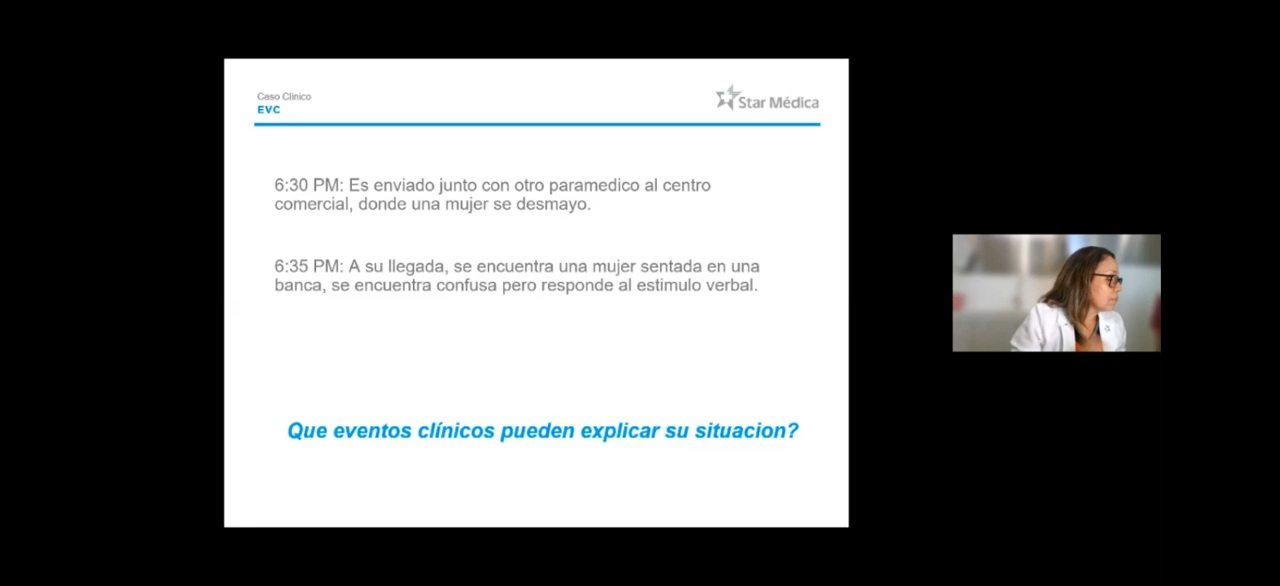 Caso Clinico
EVC
Star Médica
6:30 PM: Es enviado junto con otro paramedico al centro
comercial, donde una mujer se desmayo.
6:35 PM: A su llegada, se encuentra una mujer sentada en una
banca, se encuentra confusa pero responde al estimulo verbal.
Que eventos clínicos pueden explicar su situacion?